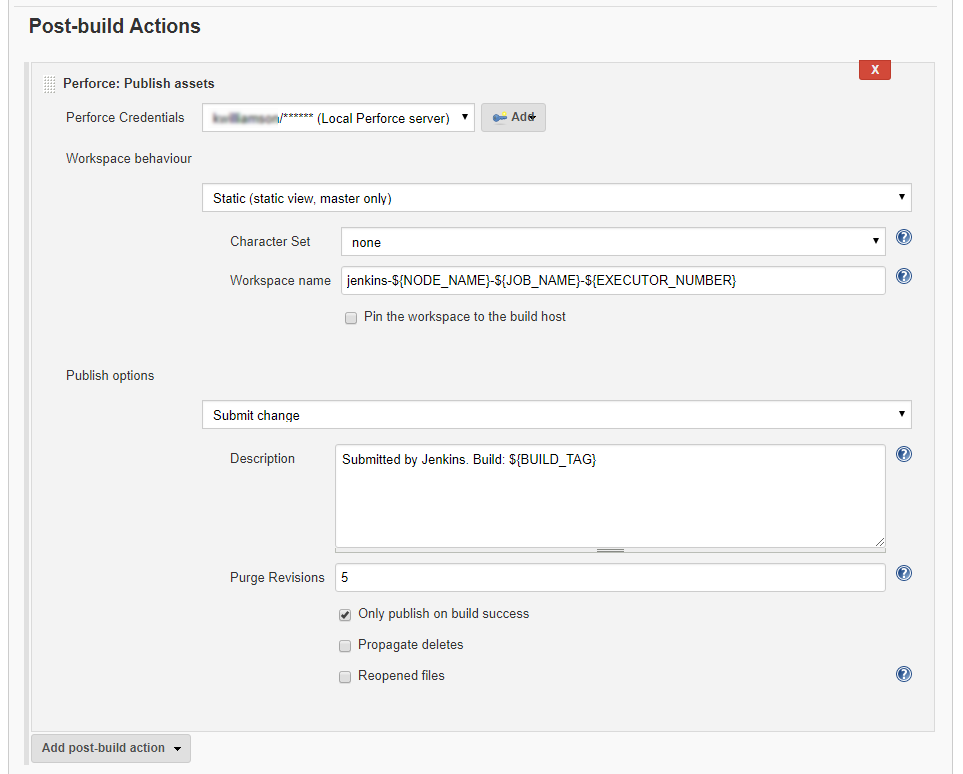 Post-build Actions
X
Perforce: Publish assets
Perforce Credentials
/****** (Local Perforce server)
Add
Workspace behaviour
Static (static view, master only)
Character Set
none
?
Workspace name
jenkins-${NODE_NAME}-${JOB_NAME}-${EXECUTOR_NUMBER}
?
Pin the workspace to the build host
Publish options
Submit change
Description
Submitted by Jenkins. Build: ${BUILD_TAG}
?
Purge Revisions
5
?
Only publish on build success
Propagate deletes
Reopened files
?
Add post-build action